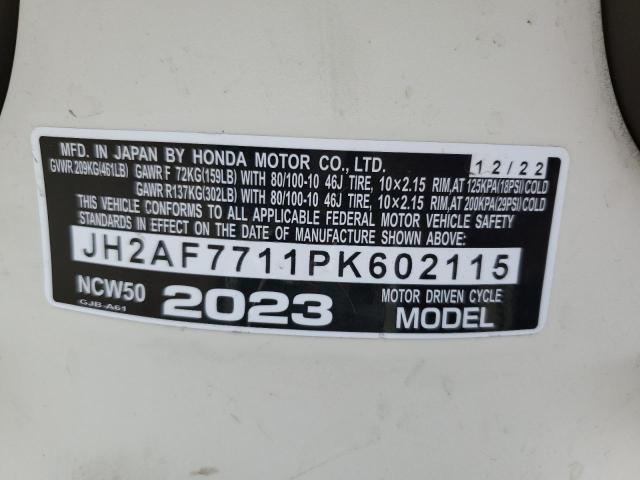 MFD. IN JAPAN BY HONDA MOTOR CO., LTD. 12/22
GVWR 209KG(461LB) GAWR F 72KG(159LB) WITH 80/100-10 46J TIRE, 10×2.15 RIM, AT 125KPA(18PSI) COLD
GAWR R137KG(302LB) WITH 80/100-10 46J TIRE, 10×2.15 RIM, AT 200KPA(29PSI) COLD
THIS VEHICLE CONFORMS TO ALL APPLICABLE FEDERAL MOTOR VEHICLE SAFETY
STANDARDS IN EFFECT ON THE DATE OF MANUFACTURE SHOWN ABOVE.
JH2AF7711PK602115
NCW50 2023 MOTOR DRIVEN CYCLE
GJB-A61 MODEL